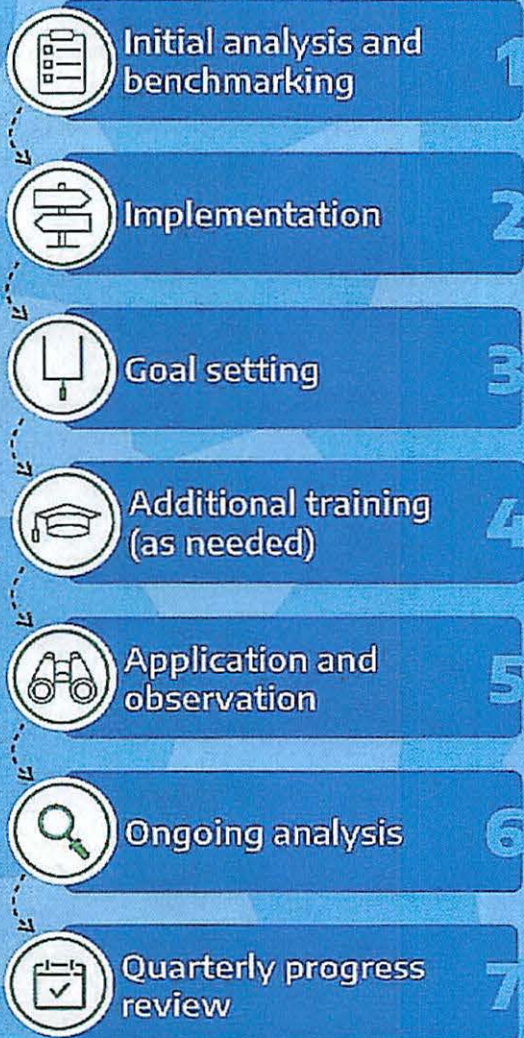 Initial analysis and
benchmarking
1
Implementation
2
Goal setting
3
Additional training
(as needed)
4
Application and
observation
5
Ongoing analysis
6
Quarterly progress
review
7